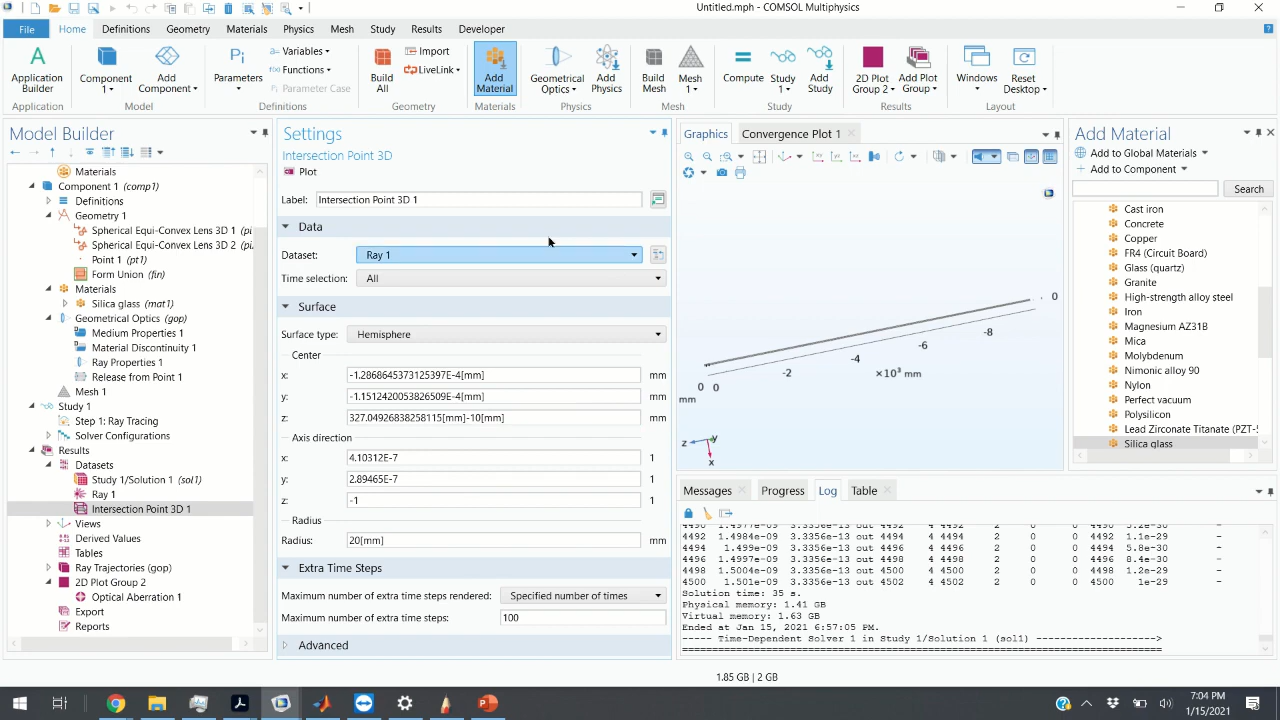 Untitled.mph - COMSOL Multiphysics
File Home Definitions Geometry Materials Physics Mesh Study Results Developer
Application Builder
Application
Component 1
Add Component
Model
Parameters
Variables
Functions
Parameter Case
Definitions
Build All
Import
LiveLink
Geometry
Add Material
Materials
Geometrical Optics
Add Physics
Physics
Build Mesh
Mesh 1
Mesh
Compute
Study 1
Add Study
Study
2D Plot Group 2
Add Plot Group
Results
Windows
Reset Desktop
Layout
Model Builder
Materials
Component 1 (comp1)
Definitions
Geometry 1
Spherical Equi-Convex Lens 3D 1 (pi
Spherical Equi-Convex Lens 3D 2 (pi
Point 1 (pt1)
Form Union (fin)
Materials
Silica glass (mat1)
Geometrical Optics (gop)
Medium Properties 1
Material Discontinuity 1
Ray Properties 1
Release from Point 1
Mesh 1
Study 1
Step 1: Ray Tracing
Solver Configurations
Results
Datasets
Study 1/Solution 1 (sol1)
Ray 1
Intersection Point 3D 1
Views
Derived Values
Tables
Ray Trajectories (gop)
2D Plot Group 2
Optical Aberration 1
Export
Reports
Settings
Intersection Point 3D
Plot
Label: Intersection Point 3D 1
Data
Dataset: Ray 1
Time selection: All
Surface
Surface type: Hemisphere
Center
x: -1.2868645373125397E-4[mm] mm
y: -1.1512420053826509E-4[mm] mm
z: 327.04926838258115[mm]-10[mm] mm
Axis direction
x: 4.10312E-7 1
y: 2.89465E-7 1
z: -1 1
Radius
Radius: 20[mm] mm
Extra Time Steps
Maximum number of extra time steps rendered: Specified number of times
Maximum number of extra time steps: 100
Advanced
Graphics Convergence Plot 1
0
-8
-6
-4
-2
×10³ mm
0 0
mm
z y
x
Messages Progress Log Table
4492 1.4984e-09 3.3356e-13 out 4494 4 4494 2 0 0 4494 1.1e-29 -
4494 1.499e-09 3.3356e-13 out 4496 4 4496 2 0 0 4496 5.8e-30 -
4496 1.4997e-09 3.3356e-13 out 4498 4 4498 2 0 0 4498 8.4e-30 -
4498 1.5004e-09 3.3356e-13 out 4500 4 4500 2 0 0 4500 1.2e-29 -
4500 1.501e-09 3.3356e-13 out 4502 4 4502 2 0 0 4502 1e-29 -
Solution time: 35 s.
Physical memory: 1.41 GB
Virtual memory: 1.63 GB
Ended at Jan 15, 2021 6:57:05 PM.
----- Time-Dependent Solver 1 in Study 1/Solution 1 (sol1) ------------------->
Add Material
Add to Global Materials
Add to Component
Search
Cast iron
Concrete
Copper
FR4 (Circuit Board)
Glass (quartz)
Granite
High-strength alloy steel
Iron
Magnesium AZ31B
Mica
Molybdenum
Nimonic alloy 90
Nylon
Perfect vacuum
Polysilicon
Lead Zirconate Titanate (PZT-5
Silica glass
1.85 GB | 2 GB
7:04 PM
1/15/2021